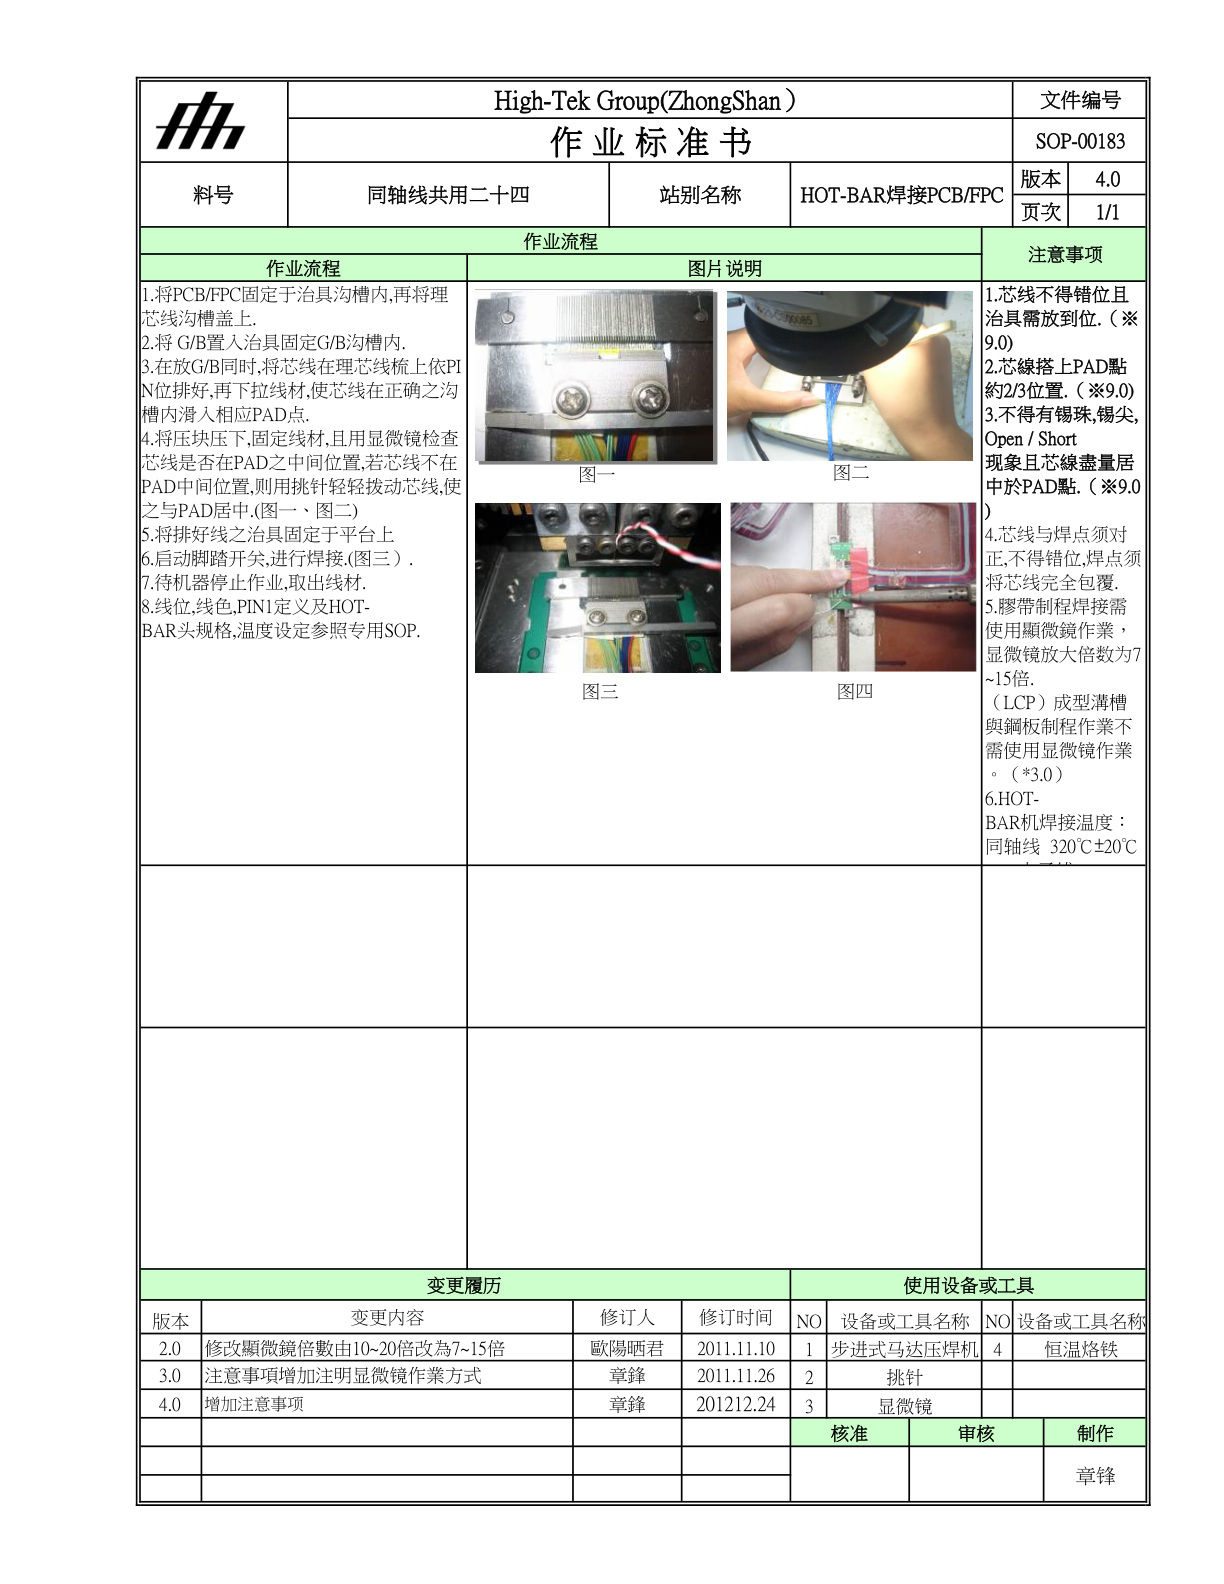 High-Tek Group(ZhongShan）
文件编号
作 业 标 准 书
SOP-00183
料号
同轴线共用二十四
站别名称
HOT-BAR焊接PCB/FPC
版本
4.0
页次
1/1
作业流程
注意事项
作业流程
图片说明
1.将PCB/FPC固定于治具沟槽内,再将理
芯线沟槽盖上.
2.将 G/B置入治具固定G/B沟槽内.
3.在放G/B同时,将芯线在理芯线梳上依PI
N位排好,再下拉线材,使芯线在正确之沟
槽内滑入相应PAD点.
4.将压块压下,固定线材,且用显微镜检查
芯线是否在PAD之中间位置,若芯线不在
PAD中间位置,则用挑针轻轻拨动芯线,使
之与PAD居中.(图一、图二)
5.将排好线之治具固定于平台上
6.启动脚踏开关,进行焊接.(图三）.
7.待机器停止作业,取出线材.
8.线位,线色,PIN1定义及HOT-
BAR头规格,温度设定参照专用SOP.
图一
图二
图三
图四
1.芯线不得错位且
治具需放到位.（※
9.0)
2.芯線搭上PAD點
約2/3位置.（※9.0)
3.不得有锡珠,锡尖,
Open / Short
现象且芯線盡量居
中於PAD點.（※9.0
)
4.芯线与焊点须对
正,不得错位,焊点须
将芯线完全包覆.
5.膠帶制程焊接需
使用顯微鏡作業，
显微镜放大倍数为7
~15倍.
（LCP）成型溝槽
與鋼板制程作業不
需使用显微镜作業
。（*3.0）
6.HOT-
BAR机焊接温度：
同轴线 320℃±20℃
变更履历
使用设备或工具
版本
变更内容
修订人
修订时间
NO
设备或工具名称
NO
设备或工具名称
2.0
修改顯微鏡倍數由10~20倍改為7~15倍
歐陽晒君
2011.11.10
1
步进式马达压焊机
4
恒温烙铁
3.0
注意事項增加注明显微镜作業方式
章鋒
2011.11.26
2
挑针
4.0
增加注意事项
章鋒
201212.24
3
显微镜
核准
审核
制作
章锋